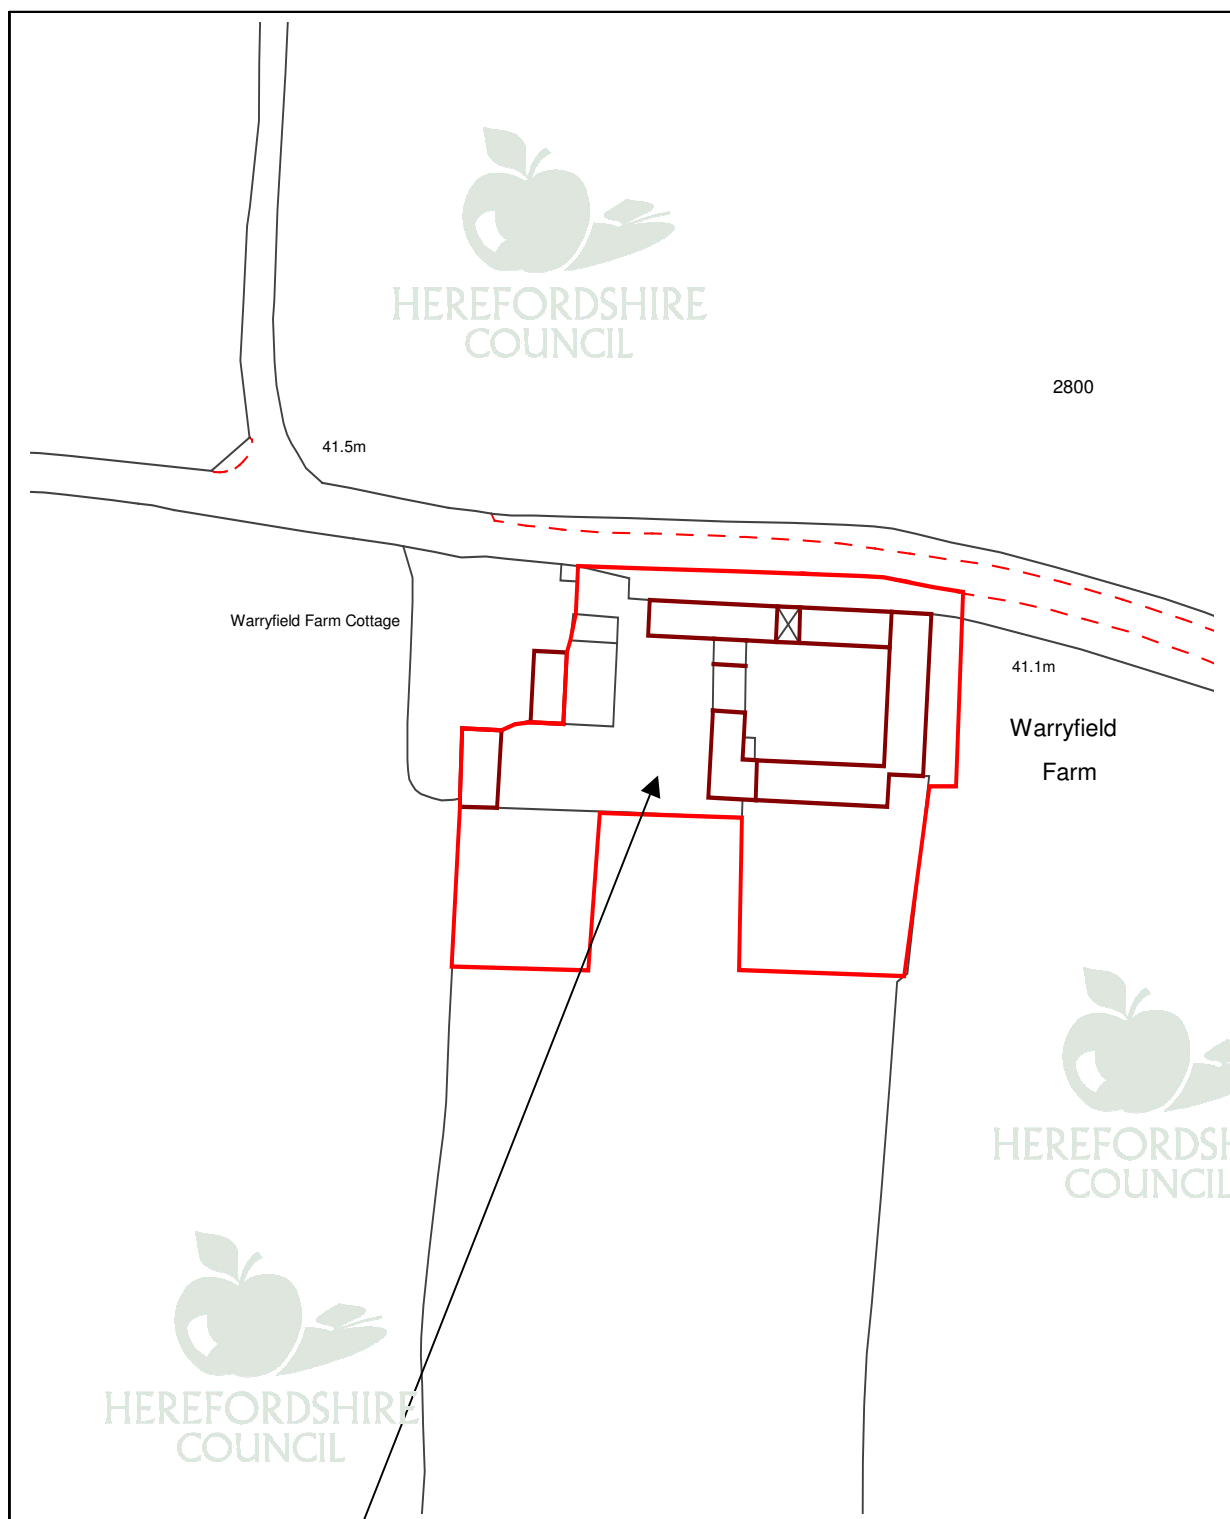 HEREFORDSHIRE
COUNCIL
2800
41.5m
Warryfield Farm Cottage
41.1m
Warryfield
Farm
HEREFORDSH
COUNCIL
HEREFORDSHIRE
COUNCIL